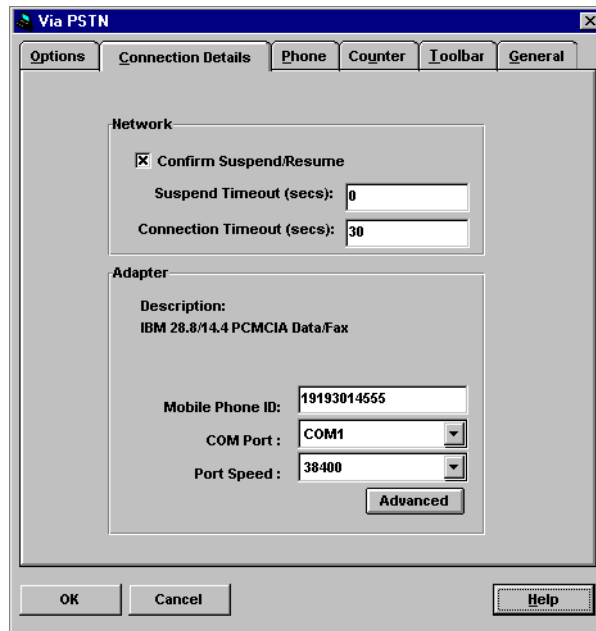 Via PSTN
Options Connection Details Phone Counter Toolbar General
Network
Confirm Suspend/Resume
Suspend Timeout (secs): 0
Connection Timeout (secs): 30
Adapter
Description:
IBM 28.8/14.4 PCMCIA Data/Fax
Mobile Phone ID: 19193014555
COM Port : COM1
Port Speed : 38400
Advanced
OK Cancel Help